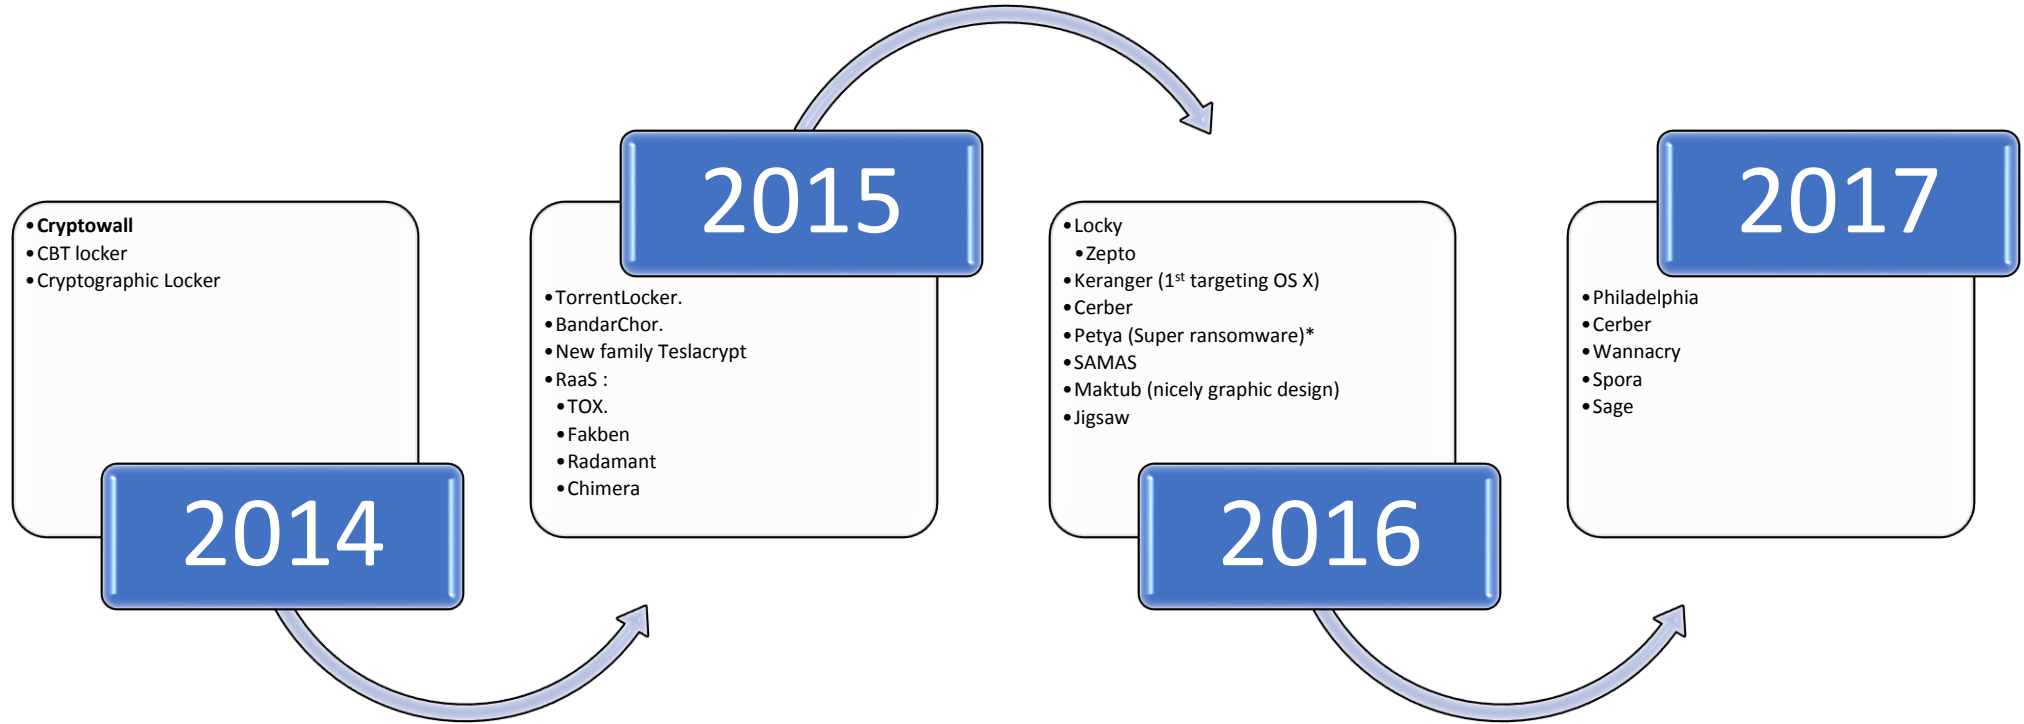 • Cryptowall
• CBT locker
• Cryptographic Locker
2014
2015
• TorrentLocker.
• BandarChor.
• New family Teslacrypt
• RaaS :
• TOX.
• Fakben
• Radamant
• Chimera
• Locky
• Zepto
• Keranger (1st targeting OS X)
• Cerber
• Petya (Super ransomware)*
• SAMAS
• Maktub (nicely graphic design)
• Jigsaw
2016
2017
• Philadelphia
• Cerber
• Wannacry
• Spora
• Sage